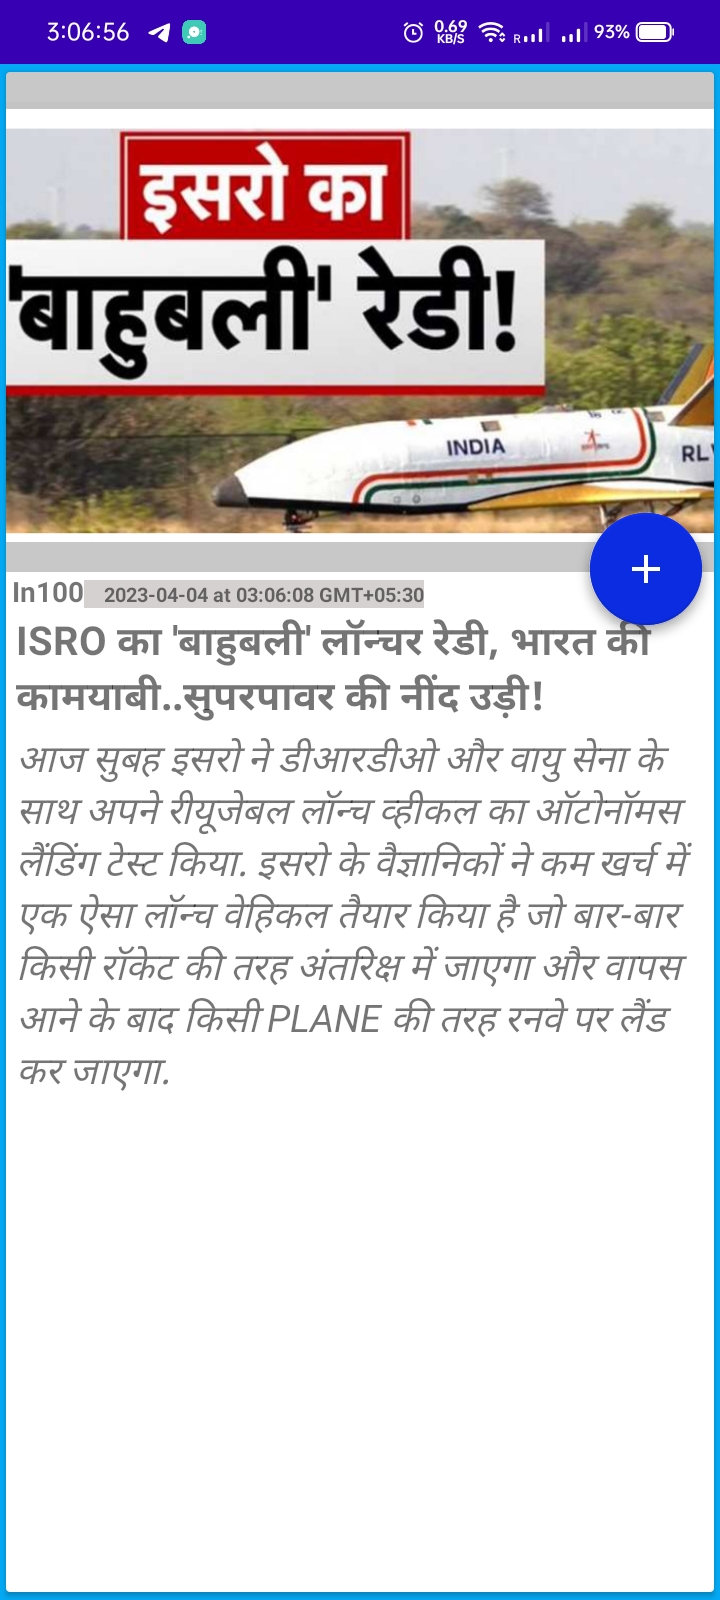 3:06:56 0.69 KB/S R 93%
इसरो का
'बाहुबली' रेडी!
INDIA
RLV
In100 2023-04-04 at 03:06:08 GMT+05:30
ISRO का 'बाहुबली' लॉन्चर रेडी, भारत की
कामयाबी..सुपरपावर की नींद उड़ी!
आज सुबह इसरो ने डीआरडीओ और वायु सेना के
साथ अपने रीयूजेबल लॉन्च व्हीकल का ऑटोनॉमस
लैंडिंग टेस्ट किया. इसरो के वैज्ञानिकों ने कम खर्च में
एक ऐसा लॉन्च वेहिकल तैयार किया है जो बार-बार
किसी रॉकेट की तरह अंतरिक्ष में जाएगा और वापस
आने के बाद किसी PLANE की तरह रनवे पर लैंड
कर जाएगा.